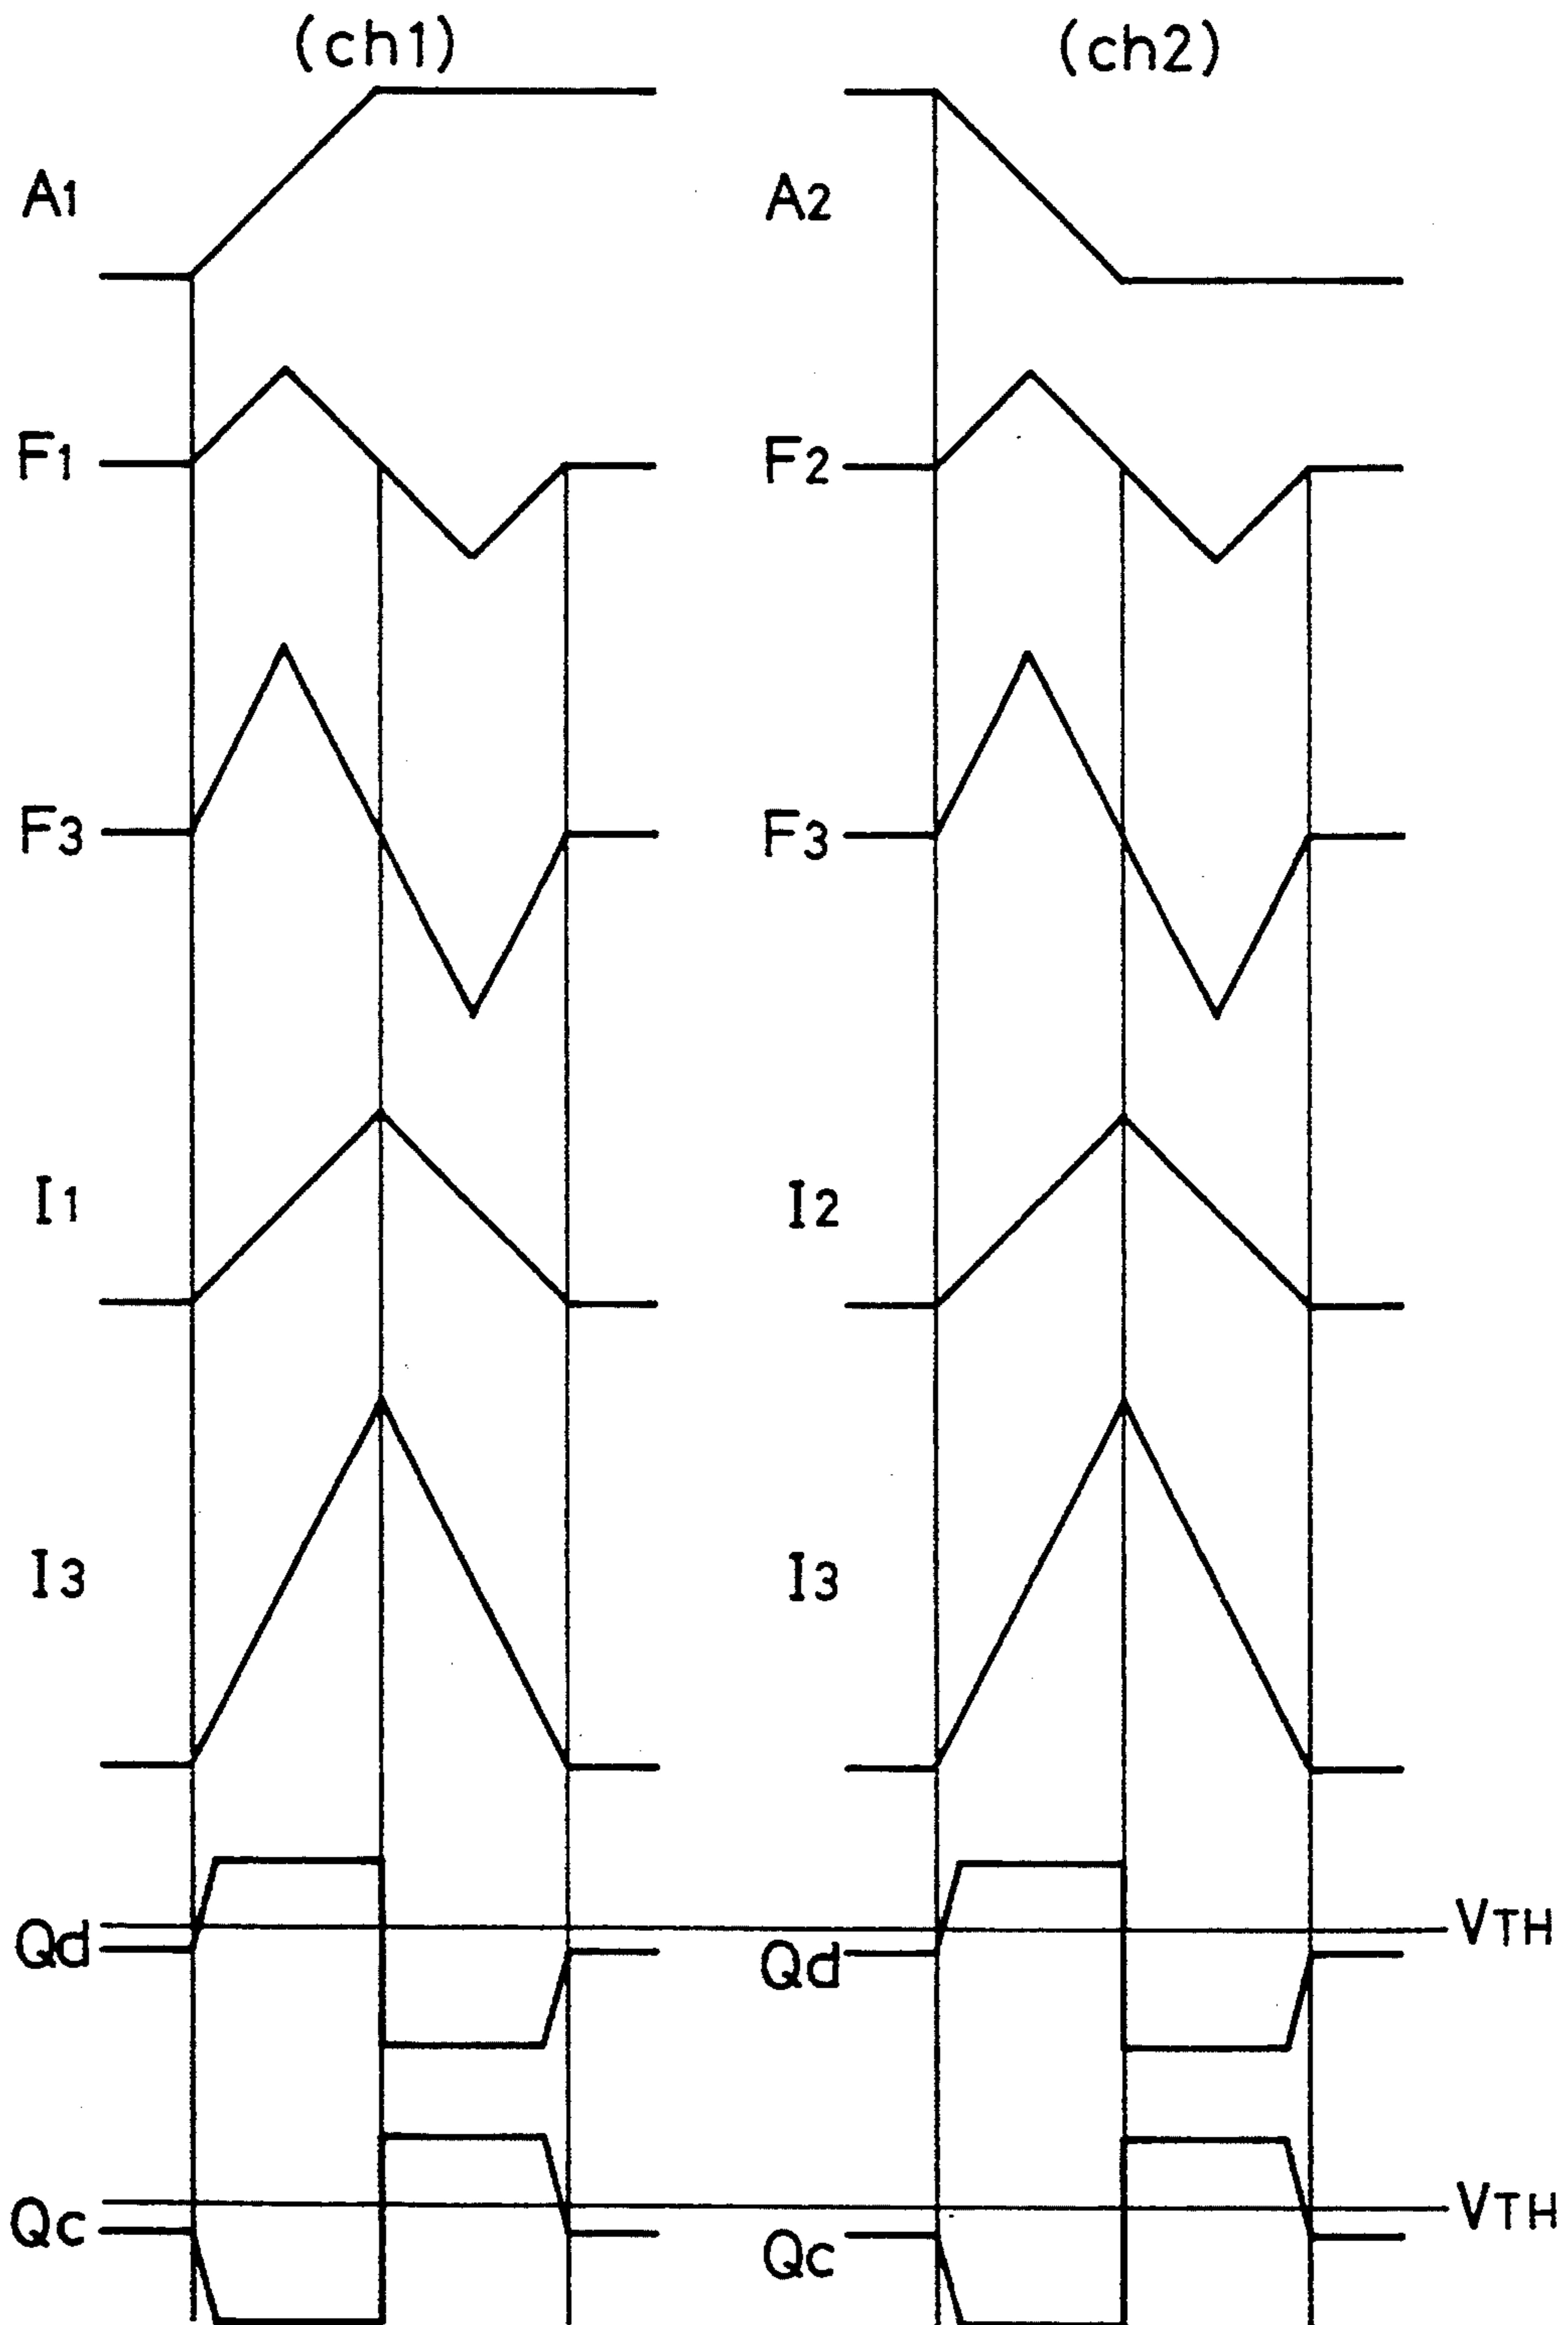 (ch1) (ch2)
A1 A2
F1 F2
F3 F3
I1 I2
I3 I3
Qd Qd VTH
Qc Qc VTH